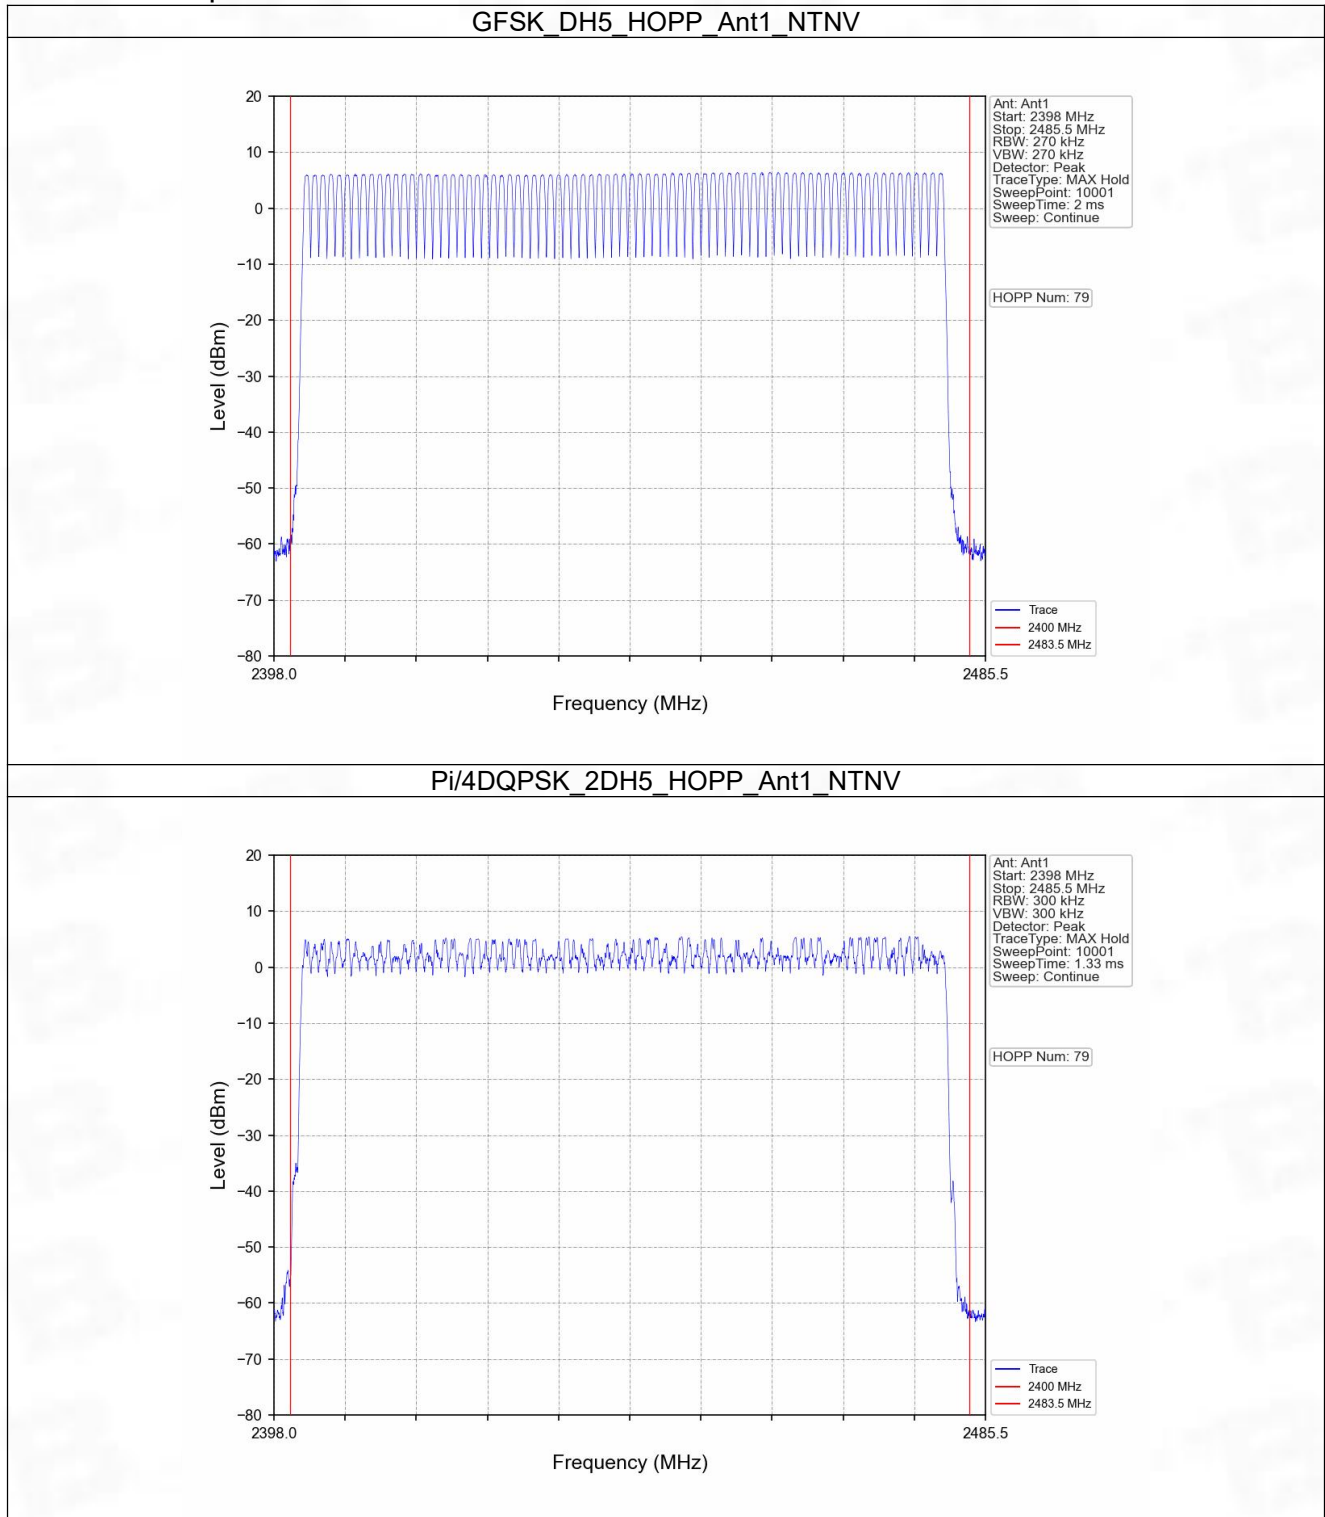 GFSK_DH5_HOPP_Ant1_NTNV
20
10
0
−10
−20
−30
−40
−50
−60
−70
−80
Level (dBm)
2398.0
2485.5
Frequency (MHz)
Ant: Ant1
Start: 2398 MHz
Stop: 2485.5 MHz
RBW: 270 kHz
VBW: 270 kHz
Detector: Peak
TraceType: MAX Hold
SweepPoint: 10001
SweepTime: 2 ms
Sweep: Continue
HOPP Num: 79
Trace
2400 MHz
2483.5 MHz
Pi/4DQPSK_2DH5_HOPP_Ant1_NTNV
20
10
0
−10
−20
−30
−40
−50
−60
−70
−80
Level (dBm)
2398.0
2485.5
Frequency (MHz)
Ant: Ant1
Start: 2398 MHz
Stop: 2485.5 MHz
RBW: 300 kHz
VBW: 300 kHz
Detector: Peak
TraceType: MAX Hold
SweepPoint: 10001
SweepTime: 1.33 ms
Sweep: Continue
HOPP Num: 79
Trace
2400 MHz
2483.5 MHz